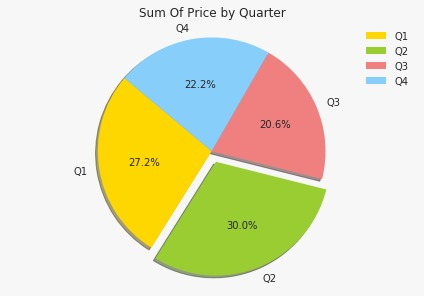 Sum Of Price by Quarter
Q4
Q1
Q2
Q3
Q4
22.2%
Q3
20.6%
27.2%
Q1
30.0%
Q2